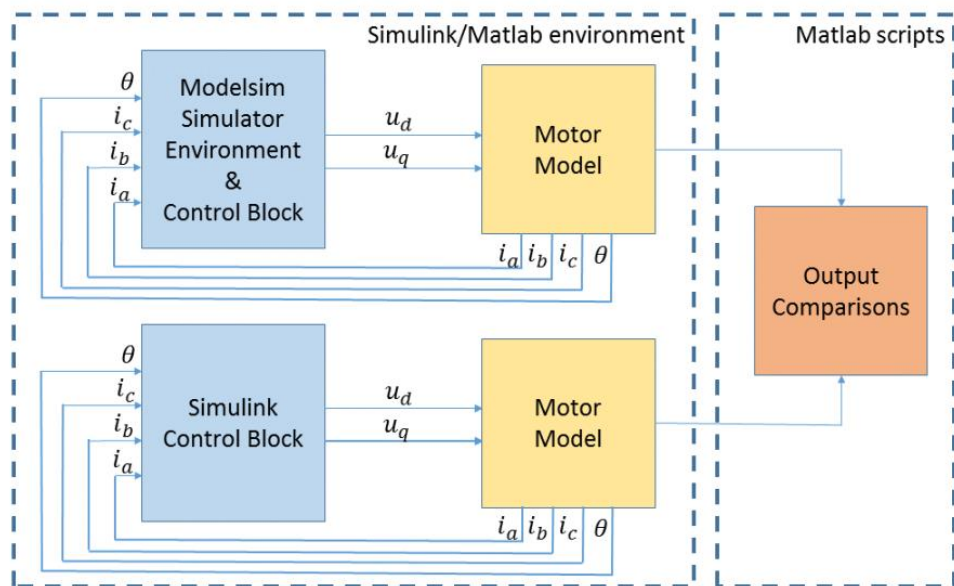 Simulink/Matlab environment
Matlab scripts
θ
i_c
i_b
i_a
Modelsim
Simulator
Environment
&
Control Block
u_d
u_q
Motor
Model
i_a i_b i_c θ
Output
Comparisons
θ
i_c
i_b
i_a
Simulink
Control Block
u_d
u_q
Motor
Model
i_a i_b i_c θ